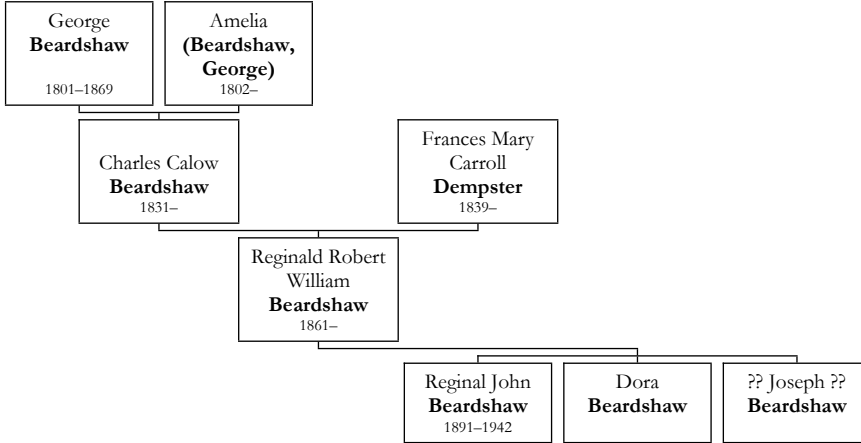 George
Beardshaw
1801–1869
Amelia
(Beardshaw,
George)
1802–
Charles Calow
Beardshaw
1831–
Frances Mary
Carroll
Dempster
1839–
Reginald Robert
William
Beardshaw
1861–
Reginal John
Beardshaw
1891–1942
Dora
Beardshaw
?? Joseph ??
Beardshaw